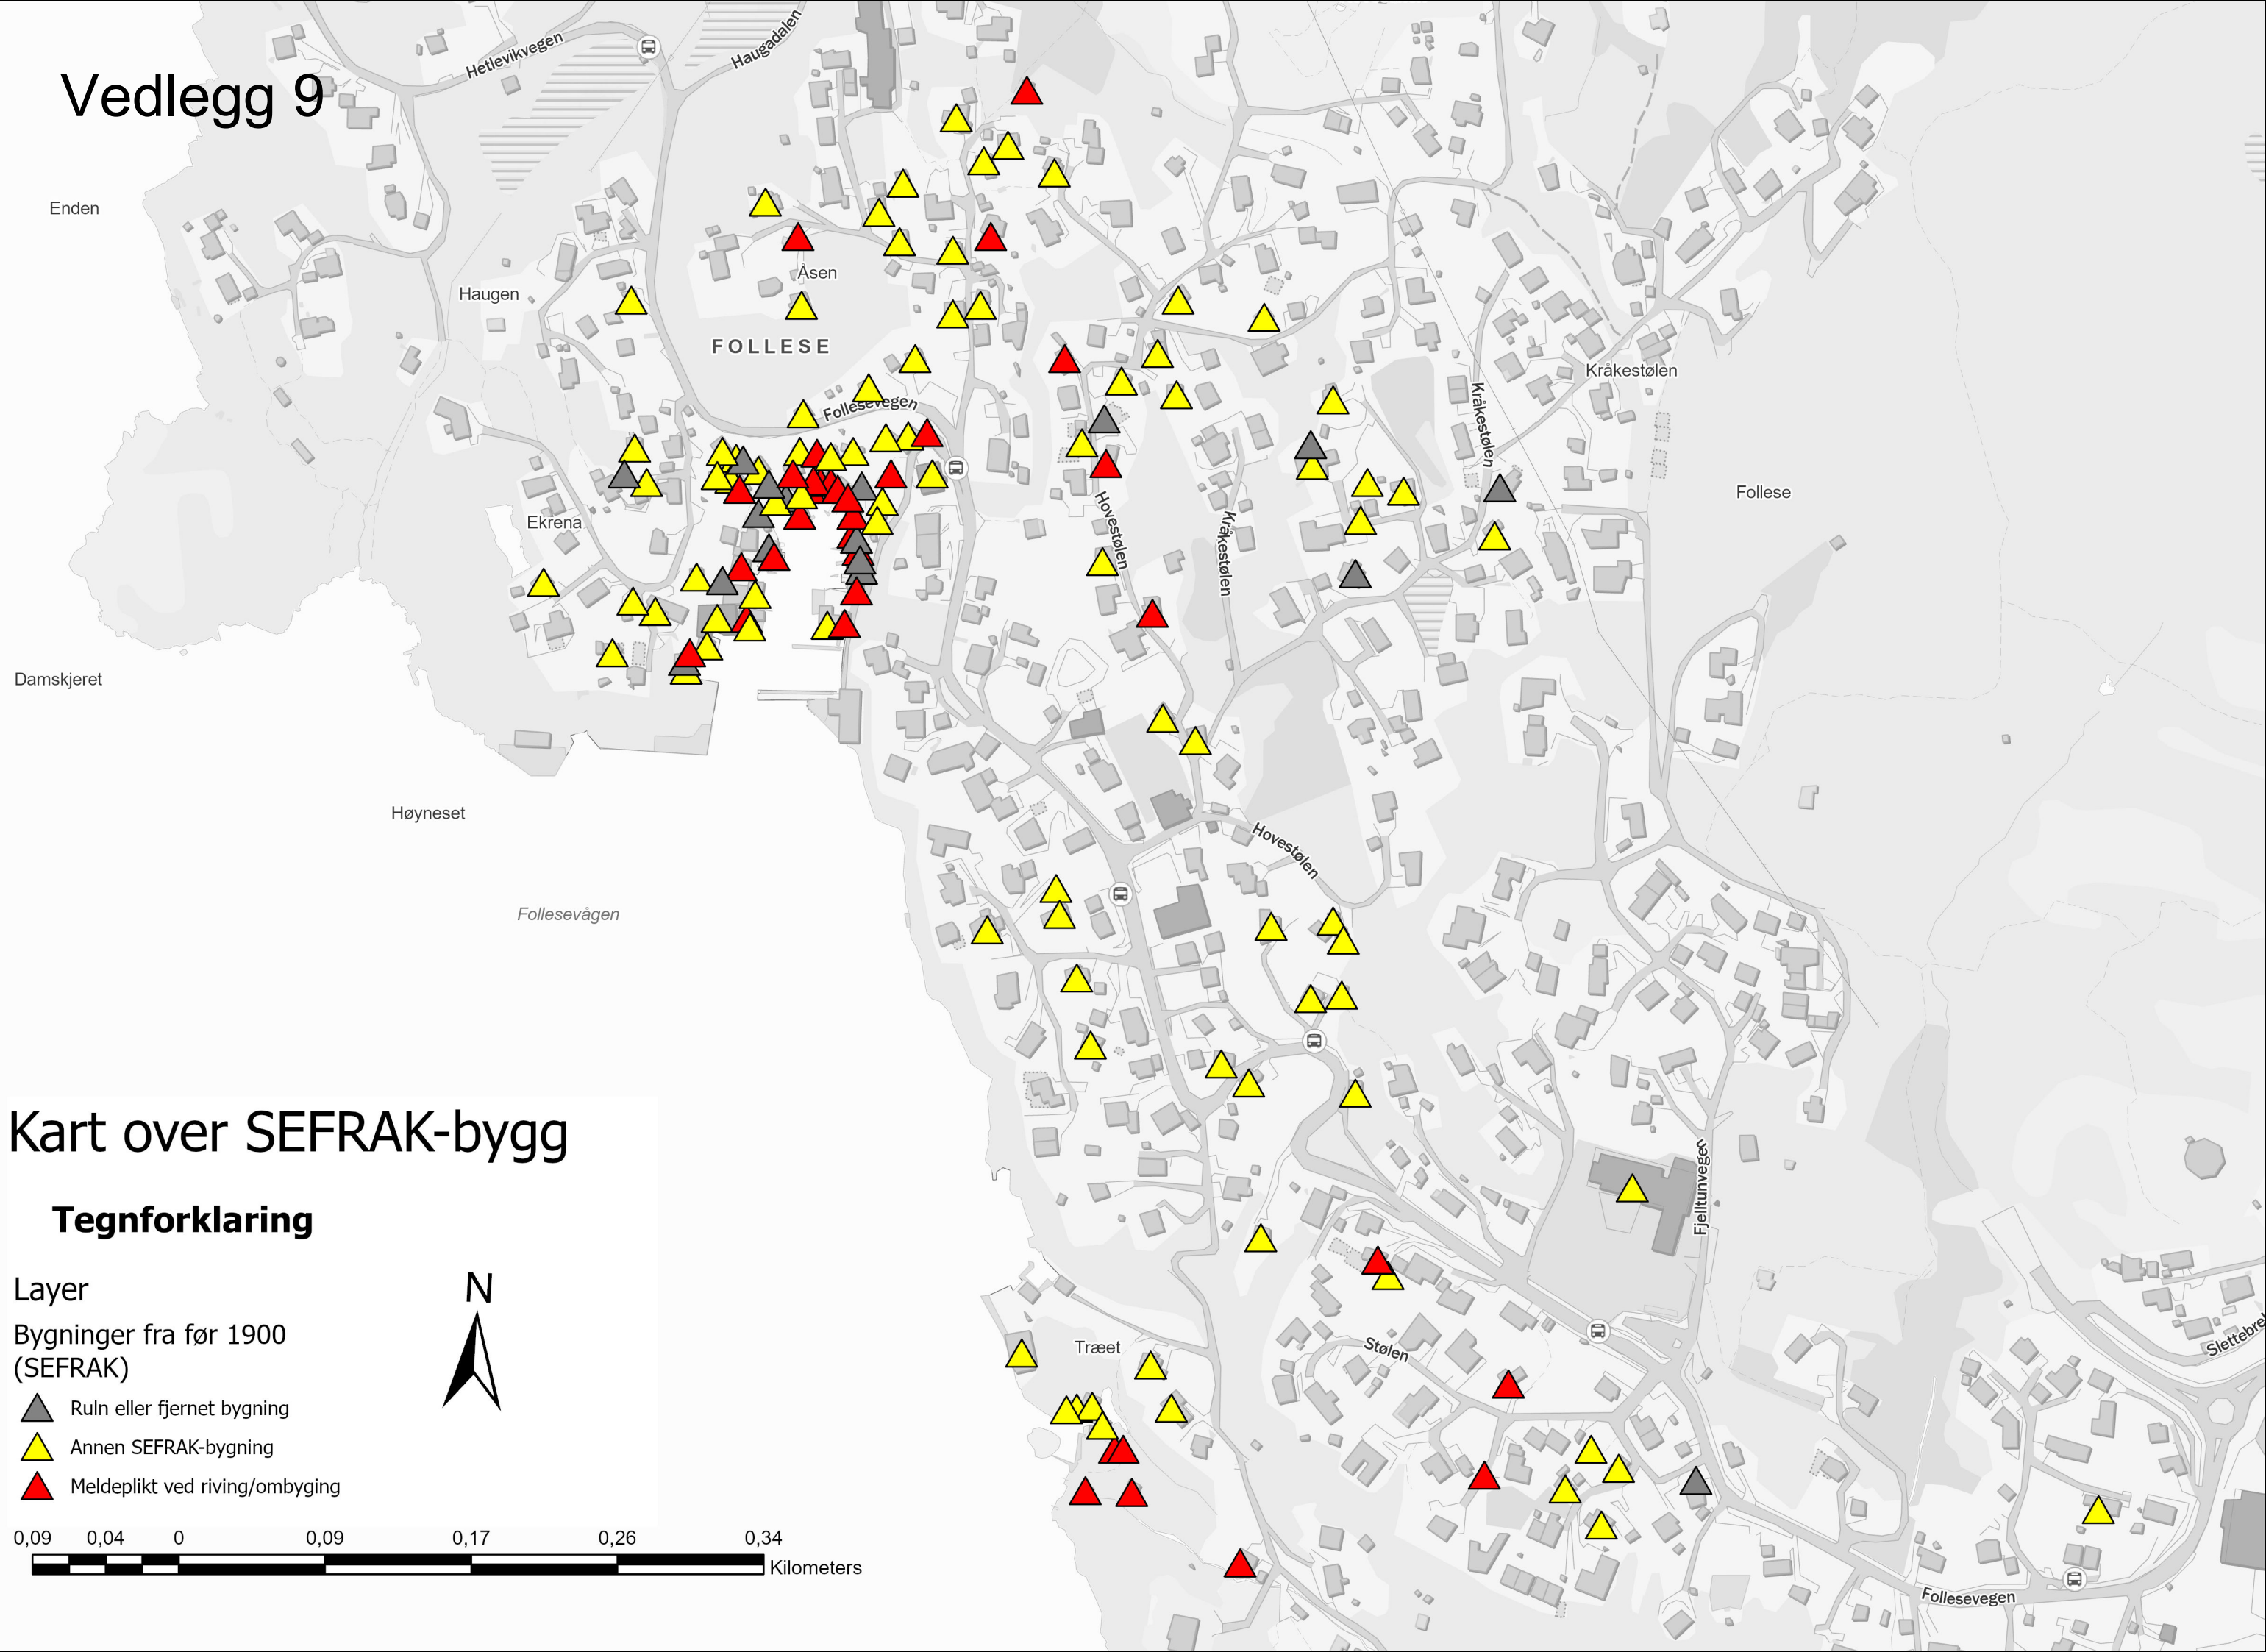 Hetlevikvegen
Haugadalen
Vedlegg 9
Enden
Åsen
Haugen
FOLLESE
Kråkestølen
Kråkestølen
Follesevegen
Follese
Hovestølen
Kråkestølen
Ekrena
Damskjeret
Høyneset
Hovestølen
Follesevågen
Kart over SEFRAK-bygg
Fjelltunvegen
Tegnforklaring
Layer
N
Bygninger fra før 1900
(SEFRAK)
Træet
Stølen
Ruln eller fjernet bygning
Annen SEFRAK-bygning
Meldeplikt ved riving/ombyging
0,09 0,04 0 0,09 0,17 0,26 0,34
Kilometers
Follesevegen
Slettebrek